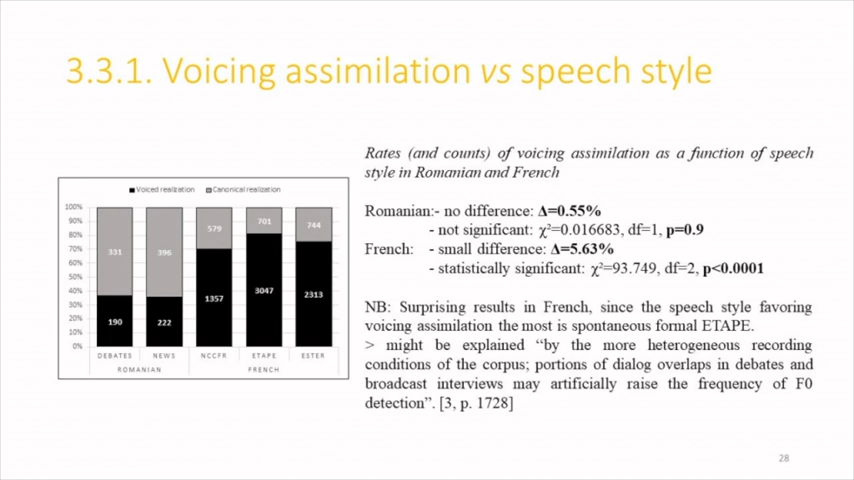 3.3.1. Voicing assimilation vs speech style
Rates (and counts) of voicing assimilation as a function of speech
style in Romanian and French
Romanian:- no difference: Δ=0.55%
- not significant: χ²=0.016683, df=1, p=0.9
French: - small difference: Δ=5.63%
- statistically significant: χ²=93.749, df=2, p<0.0001
NB: Surprising results in French, since the speech style favoring
voicing assimilation the most is spontaneous formal ETAPE.
> might be explained “by the more heterogeneous recording
conditions of the corpus; portions of dialog overlaps in debates and
broadcast interviews may artificially raise the frequency of F0
detection”. [3, p. 1728]
Voiced realization Canonical realization
100%
90%
80%
70%
60%
50%
40%
30%
20%
10%
0%
331 396 579 701 744
190 222 1357 3047 2313
DEBATES NEWS NCCFR ETAPE ESTER
ROMANIAN FRENCH
28